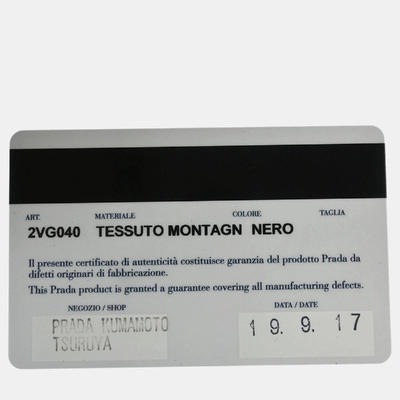 ART. MATERIALE COLORE TAGLIA
2VG040 TESSUTO MONTAGN NERO
Il presente certificato di autenticità costituisce garanzia del prodotto Prada da
difetti originari di fabbricazione.
This Prada product is granted a guarantee covering all manufacturing defects.
NEGOZIO / SHOP DATA / DATE
PRADA KUMAMOTO 19. 9. 17
TSURUYA